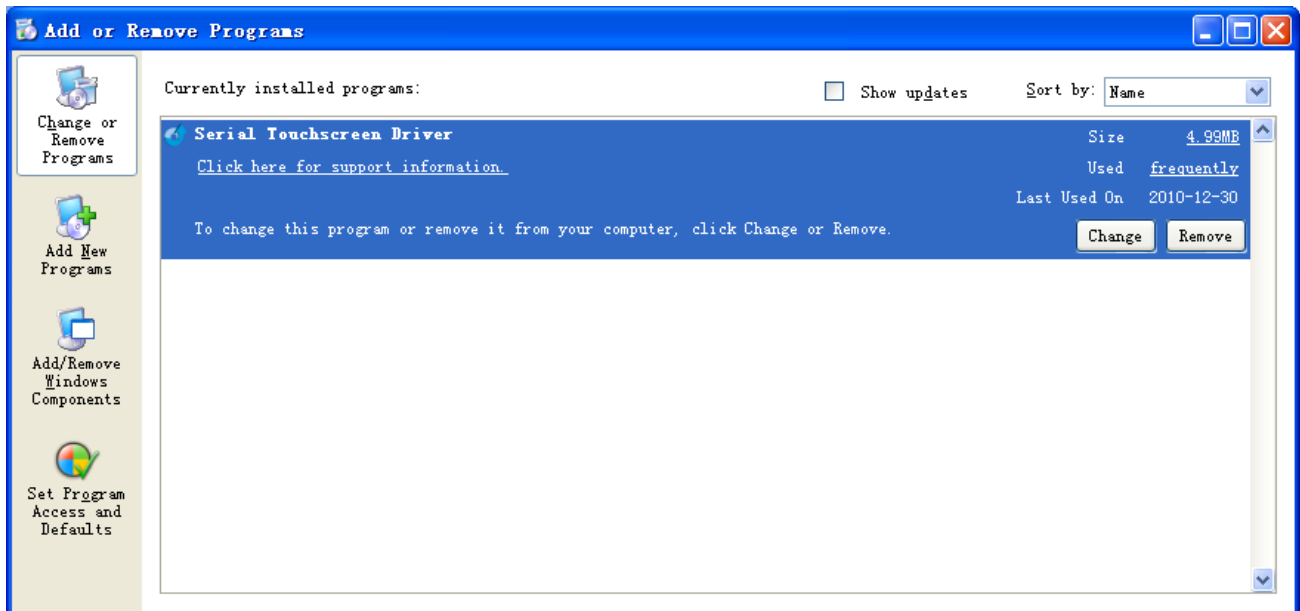 Add or Remove Programs
Change or
Remove
Programs
Add New
Programs
Add/Remove
Windows
Components
Set Program
Access and
Defaults
Currently installed programs:
Show updates
Sort by: Name
Serial Touchscreen Driver
Size 4.99MB
Click here for support information.
Used frequently
Last Used On 2010-12-30
To change this program or remove it from your computer, click Change or Remove.
Change Remove